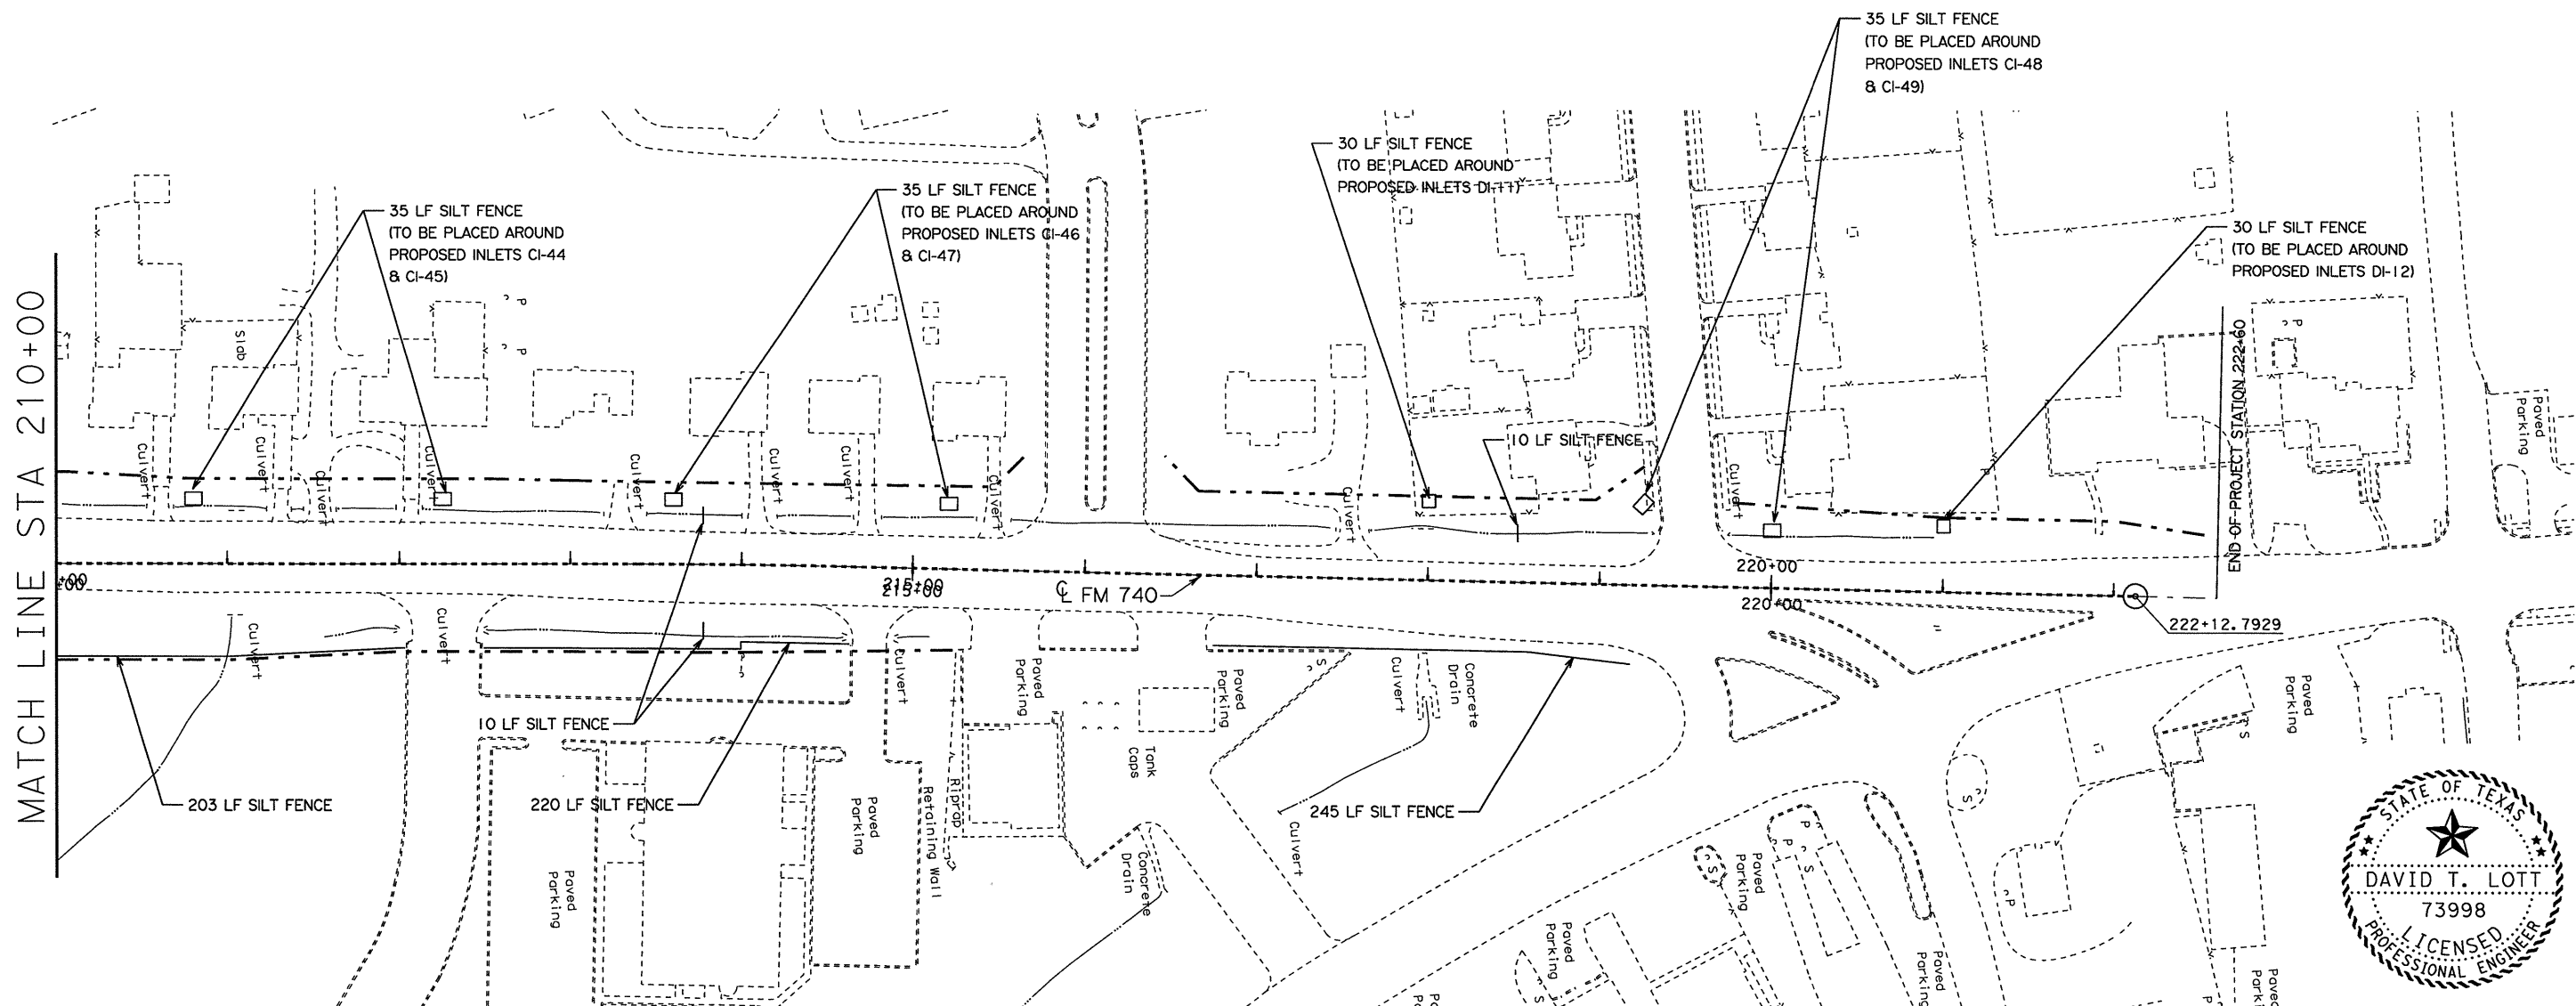 35 LF SILT FENCE
(TO BE PLACED AROUND
PROPOSED INLETS CI-48
& CI-49)
30 LF SILT FENCE
(TO BE PLACED AROUND
PROPOSED INLETS DI-11)
35 LF SILT FENCE
(TO BE PLACED AROUND
PROPOSED INLETS CI-46
& CI-47)
35 LF SILT FENCE
(TO BE PLACED AROUND
PROPOSED INLETS CI-44
& CI-45)
30 LF SILT FENCE
(TO BE PLACED AROUND
PROPOSED INLETS DI-12)
MATCH LINE STA 210+00
P
P
Slab
P
END OF PROJECT STATION 222+60
Paved
Parking
10 LF SILT FENCE
Culvert
Culvert
Culvert
Culvert
Culvert
Culvert
Culvert
Culvert
Culvert
Culvert
+00
+00
215+00
215+00
℄ FM 740
220+00
220+00
222+12.7929
Culvert
Culvert
Culvert
Paved
Parking
Paved
Parking
S
Culvert
Concrete
Drain
Paved
Parking
S
10 LF SILT FENCE
Tank
Caps
203 LF SILT FENCE
220 LF SILT FENCE
245 LF SILT FENCE
Paved
Parking
Retaining Wall
Riprap
Culvert
S
P
P
S
S
Paved
Parking
Concrete
Drain
Paved
Parking
P
Paved
Parking
Paved
Parking
S
STATE OF TEXAS
DAVID T. LOTT
73998
LICENSED
PROFESSIONAL ENGINEER